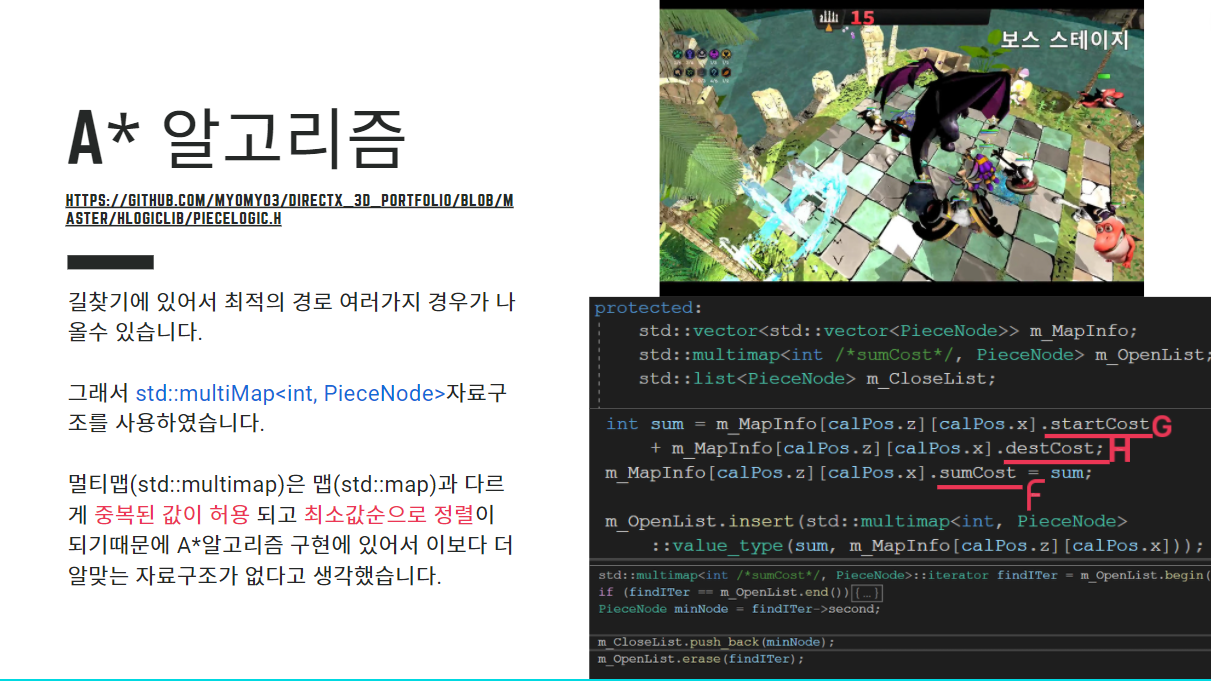 A* 알고리즘
HTTPS://GITHUB.COM/MYOMYO3/DIRECTX_3D_PORTFOLIO/BLOB/M
ASTER/HLOGICLIB/PIECELOGIC.H
길찾기에 있어서 최적의 경로 여러가지 경우가 나
올수 있습니다.
그래서 std::multiMap<int, PieceNode>자료구
조를 사용하였습니다.
멀티맵(std::multimap)은 맵(std::map)과 다르
게 중복된 값이 허용 되고 최소값순으로 정렬이
되기때문에 A*알고리즘 구현에 있어서 이보다 더
알맞는 자료구조가 없다고 생각했습니다.
15
보스 스테이지
protected:
std::vector<std::vector<PieceNode>> m_MapInfo;
std::multimap<int /*sumCost*/, PieceNode> m_OpenList;
std::list<PieceNode> m_CloseList;
int sum = m_MapInfo[calPos.z][calPos.x].startCost G
+ m_MapInfo[calPos.z][calPos.x].destCost; H
m_MapInfo[calPos.z][calPos.x].sumCost = sum;
F
m_OpenList.insert(std::multimap<int, PieceNode>
::value_type(sum, m_MapInfo[calPos.z][calPos.x]));
std::multimap<int /*sumCost*/, PieceNode>::iterator findITer = m_OpenList.begin(
if (findITer == m_OpenList.end()){...}
PieceNode minNode = findITer->second;
m_CloseList.push_back(minNode);
m_OpenList.erase(findITer);